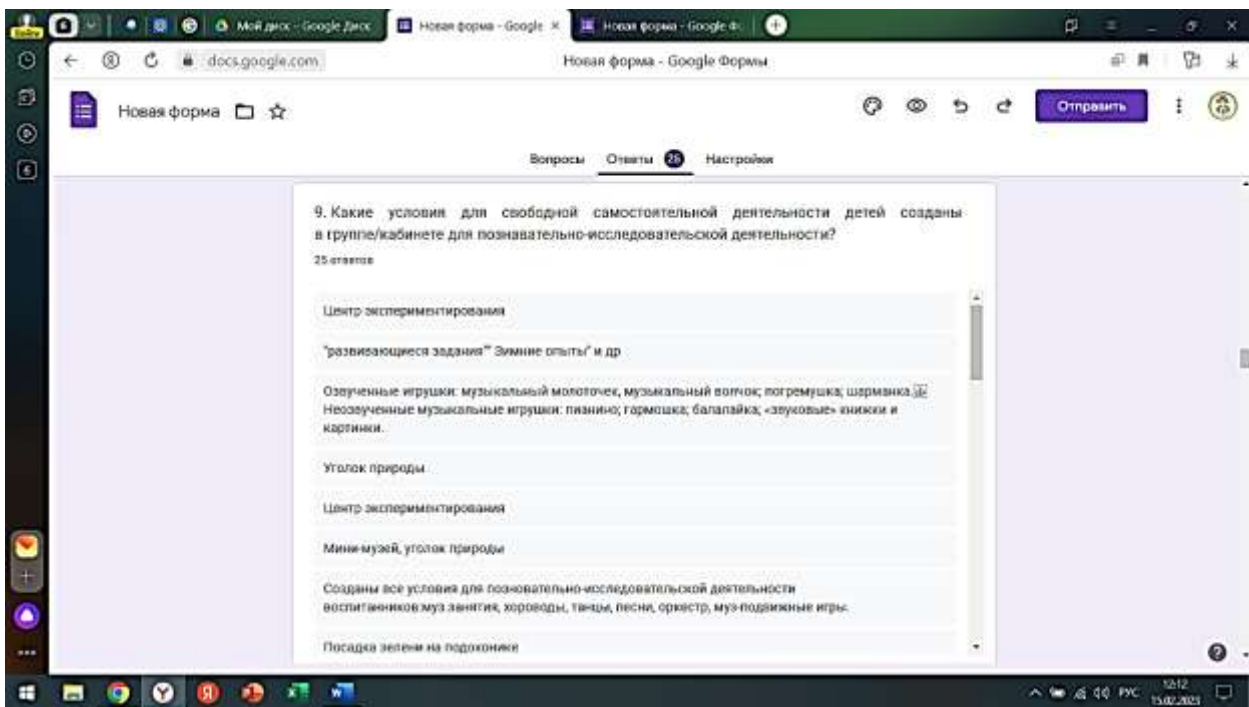 Мой диск – Google Диск
Новая форма - Google
Новая форма - Google Фо
docs.google.com
Новая форма - Google Формы
Новая форма
Отправить
Вопросы Ответы 25 Настройки
9. Какие условия для свободной самостоятельной деятельности детей созданы
в группе/кабинете для познавательно-исследовательской деятельности?
25 ответов
Центр экспериментирования
"развивающиеся задания"" Зимние опыты" и др
Озвученные игрушки: музыкальный молоточек, музыкальный волчок; погремушка; шарманка.
Неозвученные музыкальные игрушки: пианино; гармошка; балалайка; «звуковые» книжки и
картинки.
Уголок природы
Центр экспериментирования
Мини-музей, уголок природы
Созданы все условия для позновательно-исследовательской деятельности
воспитанников:муз занятия, хороводы, танцы, песни, оркестр, муз-подвижные игры.
Посадка зелени на подоконике
РУС
12:12
15.02.2023